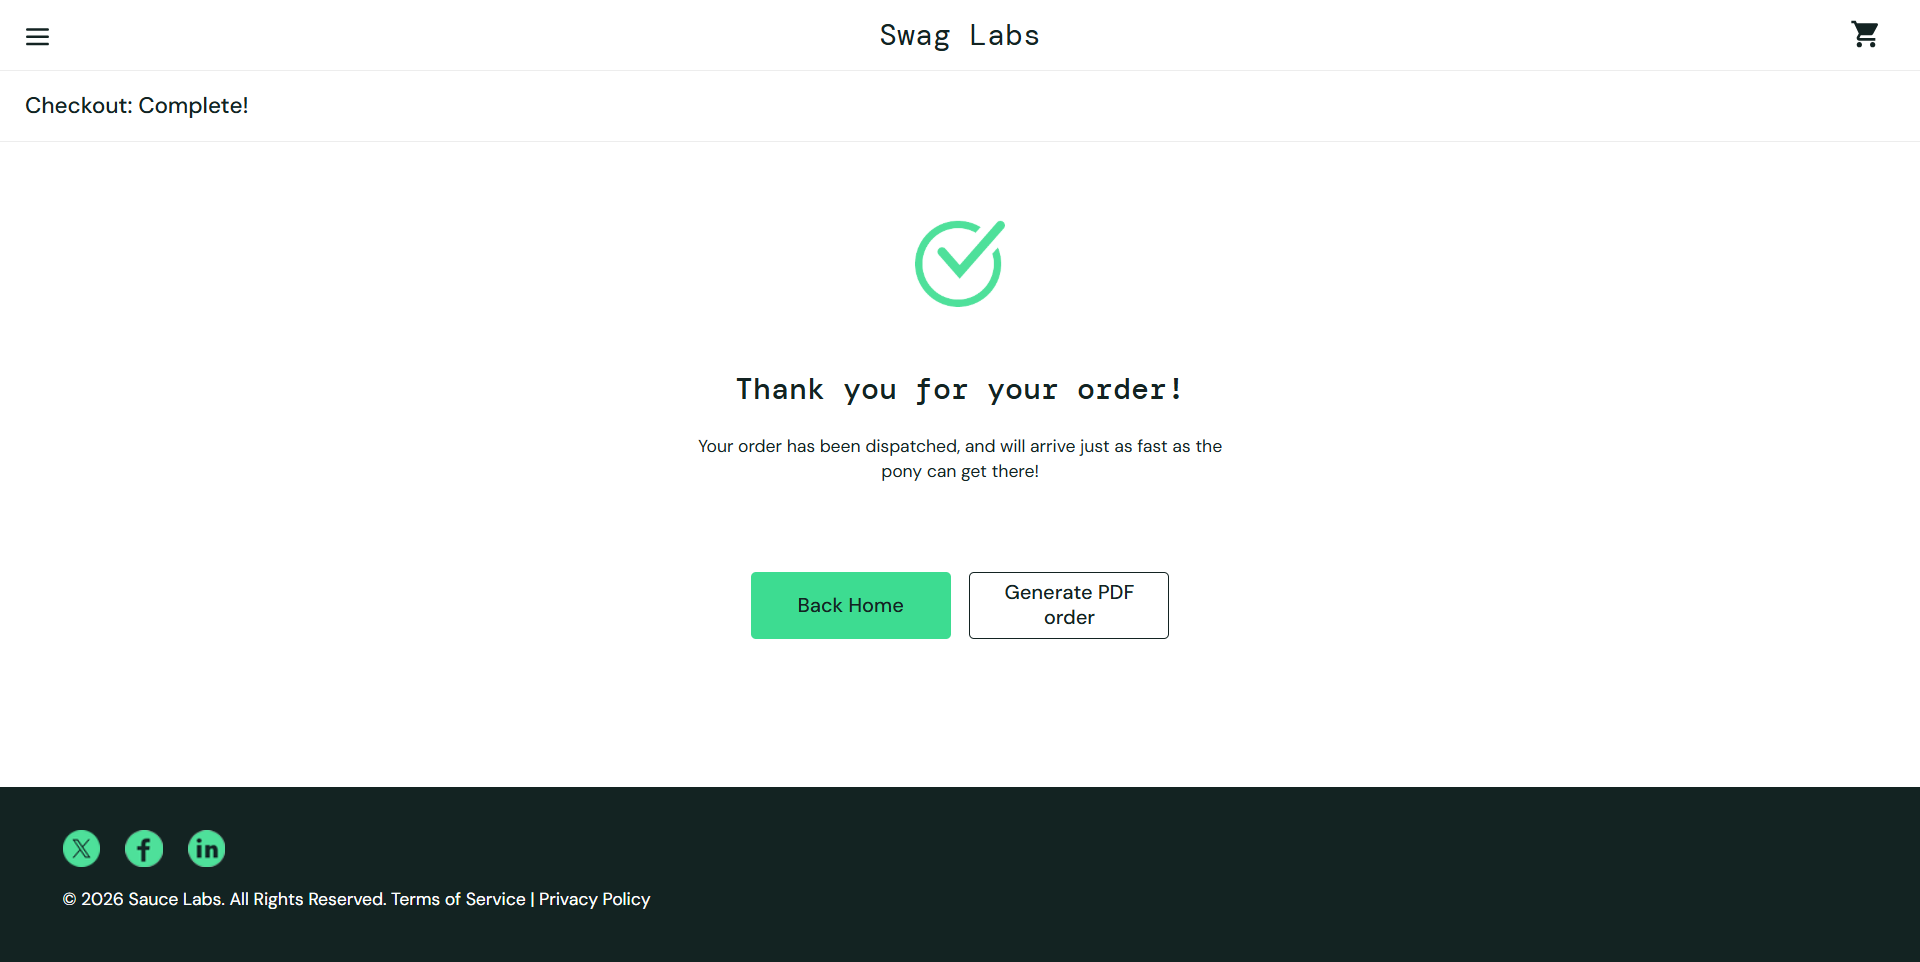 Swag Labs
Checkout: Complete!
Thank you for your order!
Your order has been dispatched, and will arrive just as fast as the
pony can get there!
Back Home
Generate PDF
order
© 2026 Sauce Labs. All Rights Reserved. Terms of Service | Privacy Policy